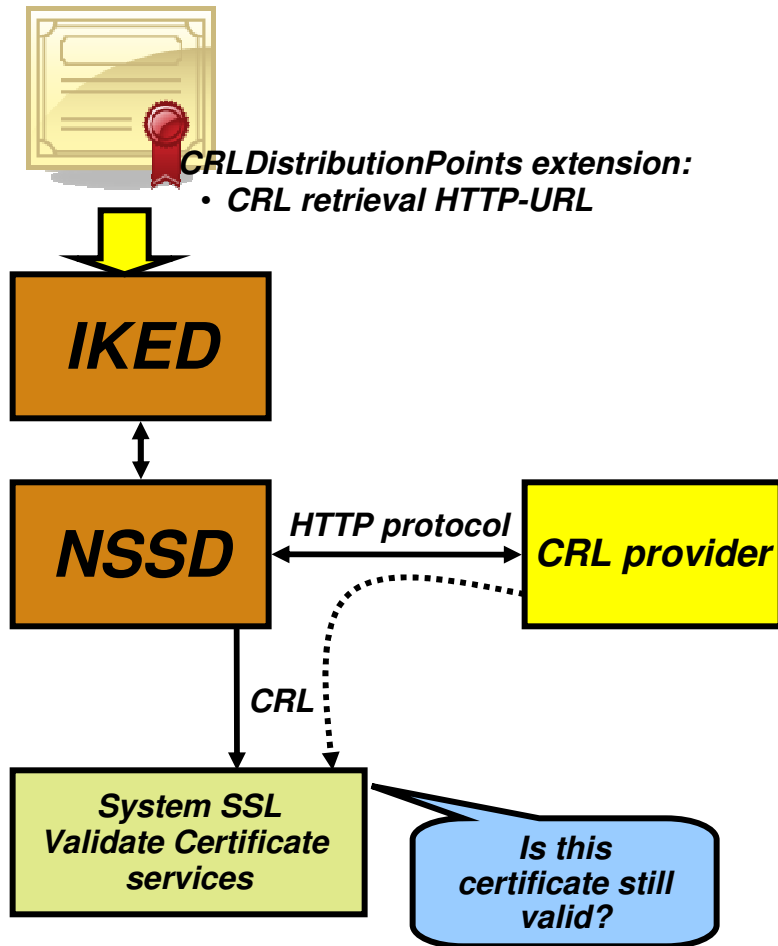 CRLDistributionPoints extension:
• CRL retrieval HTTP-URL
IKED
NSSD
HTTP protocol
CRL provider
CRL
System SSL
Validate Certificate
services
Is this
certificate still
valid?